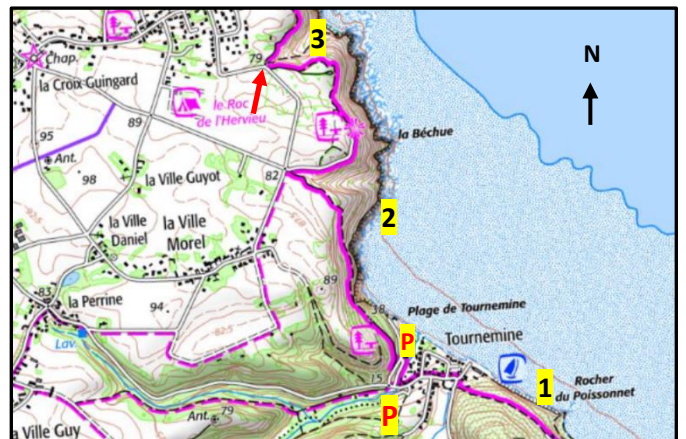 3
N
79
Chap.
la Croix Guingard
le Roc
de l'Hervieu
89
la Béchue
95
Ant.
98
82
la Ville Guyot
2
la Ville
Daniel
la Ville
Morel
89
83
la Perrine
94
38
Plage de Tournemine
P
Tournemine
Lav.
15
1
Rocher
du Poissonnet
P
Ant.
79
la Ville Guy